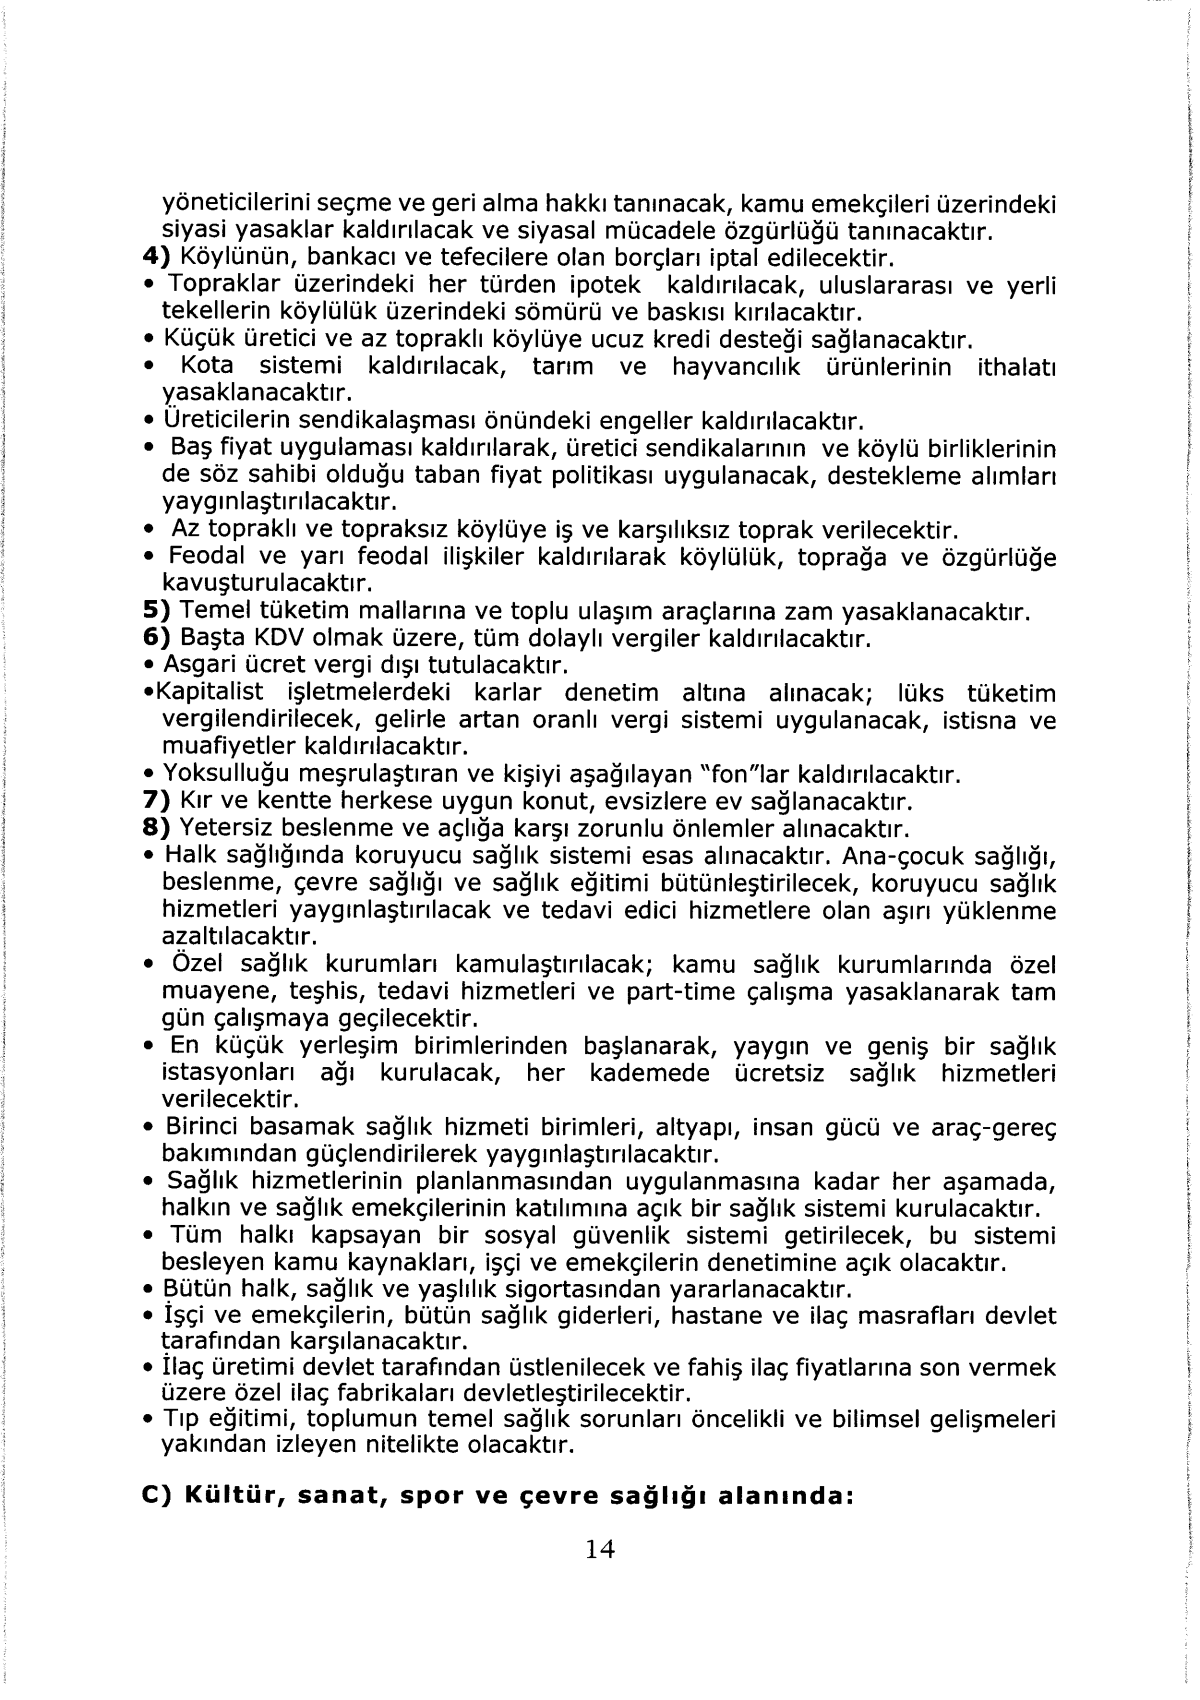 yöneticilerini seçme ve geri alma hakkı tanınacak, kamu emekçileri üzerindeki
siyasi yasaklar kaldırılacak ve siyasal mücadele özgürlüğü tanınacaktır.
4) Köylünün, bankacı ve tefecilere olan borçları iptal edilecektir.
• Topraklar üzerindeki her türden ipotek kaldırılacak, uluslararası ve yerli
tekellerin köylülük üzerindeki sömürü ve baskısı kırılacaktır.
• Küçük üretici ve az topraklı köylüye ucuz kredi desteği sağlanacaktır.
• Kota sistemi kaldırılacak, tarım ve hayvancılık ürünlerinin ithalatı
yasaklanacaktır.
• Üreticilerin sendikalaşması önündeki engeller kaldırılacaktır.
• Baş fiyat uygulaması kaldırılarak, üretici sendikalarının ve köylü birliklerinin
de söz sahibi olduğu taban fiyat politikası uygulanacak, destekleme alımları
yaygınlaştırılacaktır.
• Az topraklı ve topraksız köylüye iş ve karşılıksız toprak verilecektir.
• Feodal ve yarı feodal ilişkiler kaldırılarak köylülük, toprağa ve özgürlüğe
kavuşturulacaktır.
5) Temel tüketim mallarına ve toplu ulaşım araçlarına zam yasaklanacaktır.
6) Başta KDV olmak üzere, tüm dolaylı vergiler kaldırılacaktır.
• Asgari ücret vergi dışı tutulacaktır.
•Kapitalist işletmelerdeki karlar denetim altına alınacak; lüks tüketim
vergilendirilecek, gelirle artan oranlı vergi sistemi uygulanacak, istisna ve
muafiyetler kaldırılacaktır.
• Yoksulluğu meşrulaştıran ve kişiyi aşağılayan "fon"lar kaldırılacaktır.
7) Kır ve kentte herkese uygun konut, evsizlere ev sağlanacaktır.
8) Yetersiz beslenme ve açlığa karşı zorunlu önlemler alınacaktır.
• Halk sağlığında koruyucu sağlık sistemi esas alınacaktır. Ana-çocuk sağlığı,
beslenme, çevre sağlığı ve sağlık eğitimi bütünleştirilecek, koruyucu sağlık
hizmetleri yaygınlaştırılacak ve tedavi edici hizmetlere olan aşırı yüklenme
azaltılacaktır.
• Özel sağlık kurumları kamulaştırılacak; kamu sağlık kurumlarında özel
muayene, teşhis, tedavi hizmetleri ve part-time çalışma yasaklanarak tam
gün çalışmaya geçilecektir.
• En küçük yerleşim birimlerinden başlanarak, yaygın ve geniş bir sağlık
istasyonları ağı kurulacak, her kademede ücretsiz sağlık hizmetleri
verilecektir.
• Birinci basamak sağlık hizmeti birimleri, altyapı, insan gücü ve araç-gereç
bakımından güçlendirilerek yaygınlaştırılacaktır.
• Sağlık hizmetlerinin planlanmasından uygulanmasına kadar her aşamada,
halkın ve sağlık emekçilerinin katılımına açık bir sağlık sistemi kurulacaktır.
• Tüm halkı kapsayan bir sosyal güvenlik sistemi getirilecek, bu sistemi
besleyen kamu kaynakları, işçi ve emekçilerin denetimine açık olacaktır.
• Bütün halk, sağlık ve yaşlılık sigortasından yararlanacaktır.
• İşçi ve emekçilerin, bütün sağlık giderleri, hastane ve ilaç masrafları devlet
tarafından karşılanacaktır.
• İlaç üretimi devlet tarafından üstlenilecek ve fahiş ilaç fiyatlarına son vermek
üzere özel ilaç fabrikaları devletleştirilecektir.
• Tıp eğitimi, toplumun temel sağlık sorunları öncelikli ve bilimsel gelişmeleri
yakından izleyen nitelikte olacaktır.
C) Kültür, sanat, spor ve çevre sağlığı alanında:
14